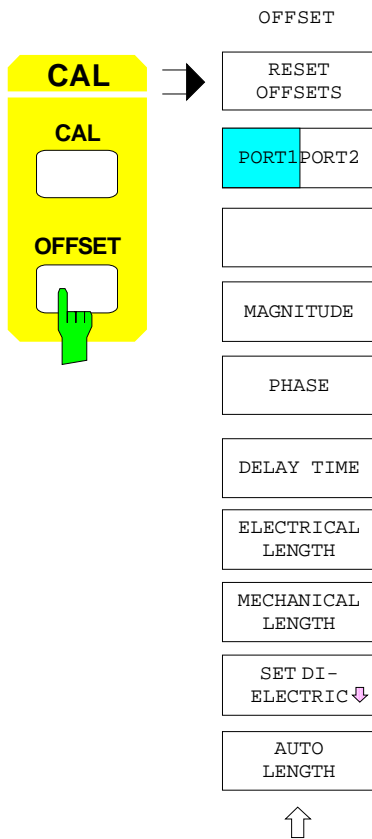 OFFSET
CAL
CAL
OFFSET
RESET
OFFSETS
PORT1 PORT2
MAGNITUDE
PHASE
DELAY TIME
ELECTRICAL
LENGTH
MECHANICAL
LENGTH
SET DI-
ELECTRIC
AUTO
LENGTH